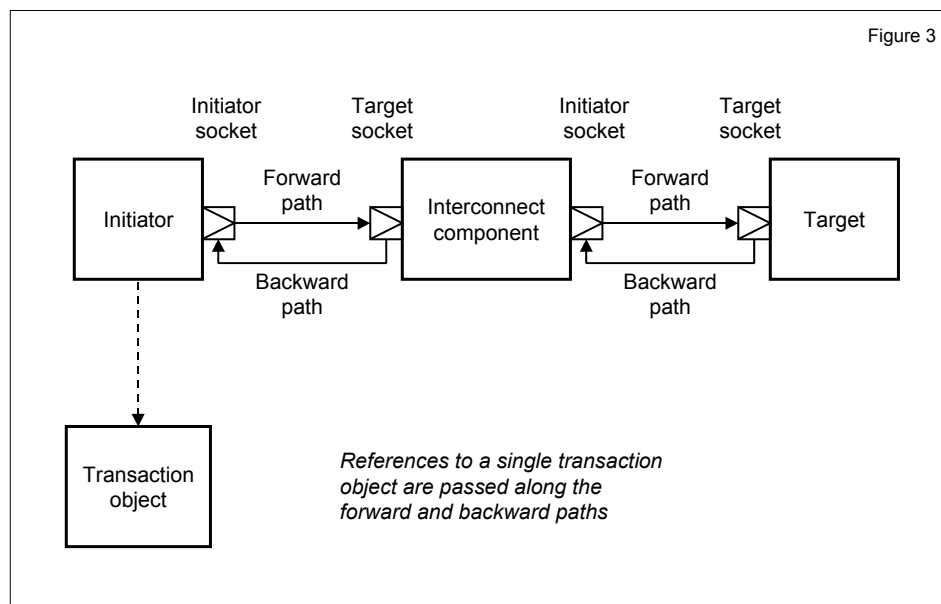 Figure 3
Initiator
socket
Target
socket
Initiator
socket
Target
socket
Initiator
Forward
path
Backward
path
Interconnect
component
Forward
path
Backward
path
Target
Transaction
object
References to a single transaction
object are passed along the
forward and backward paths